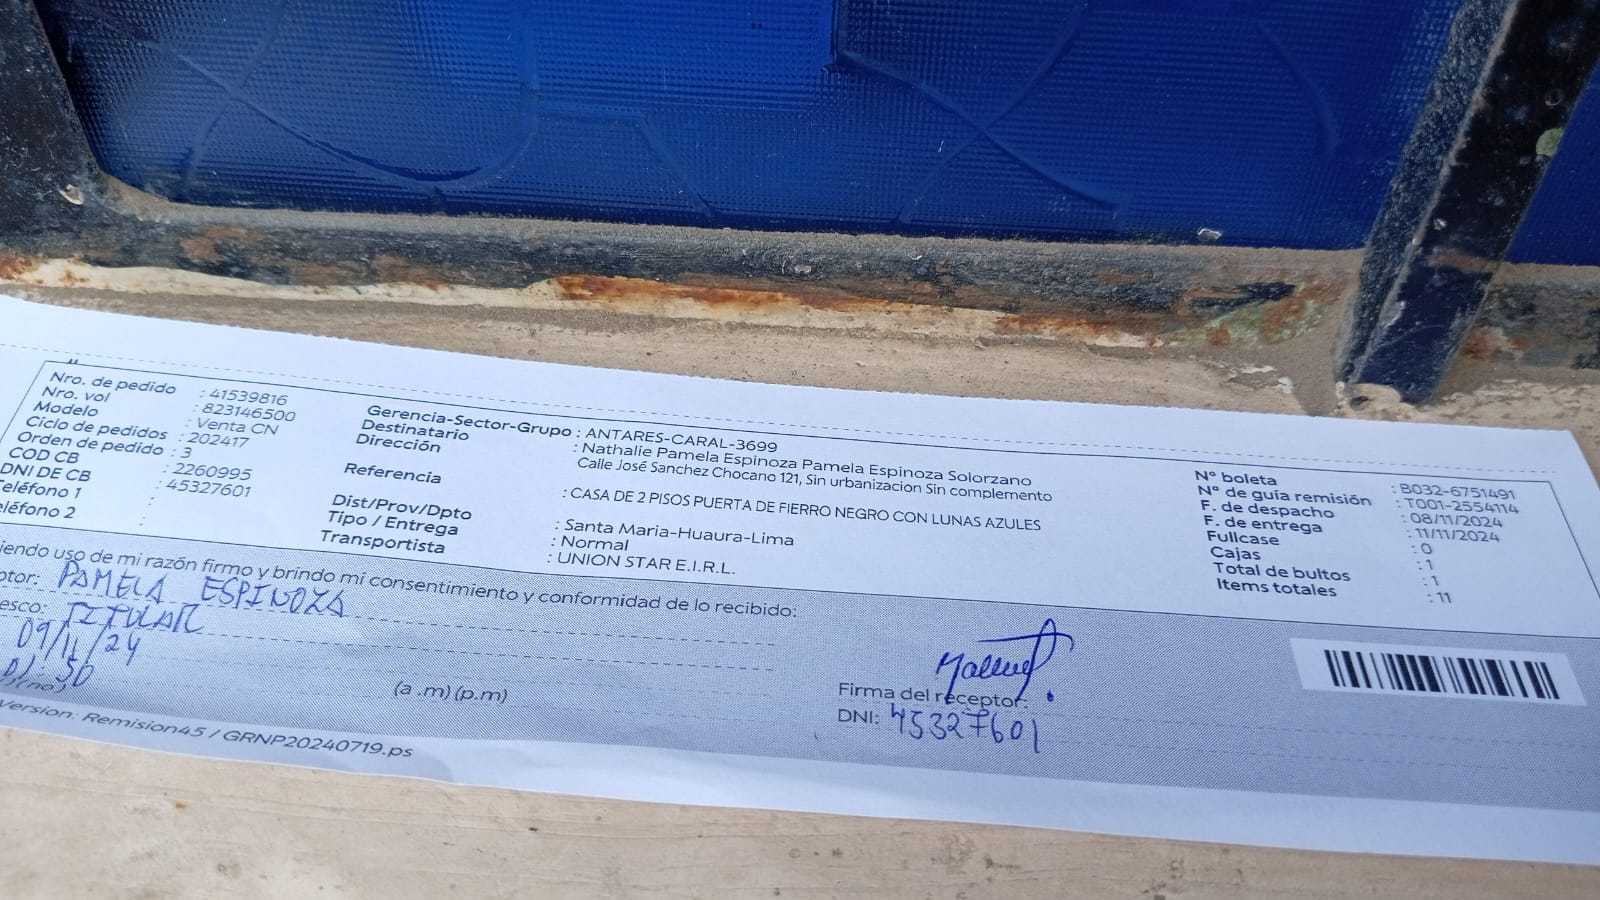 Nro. de pedido : 41539816
Nro. vol : 823146500
Modelo : Venta CN
Ciclo de pedidos : 202417
Orden de pedido : 3
COD CB : 2260995
DNI DE CB : 45327601
Teléfono 1 :
eléfono 2 :
Gerencia-Sector-Grupo : ANTARES-CARAL-3699
Destinatario : Nathalie Pamela Espinoza Pamela Espinoza Solorzano
Dirección Calle José Sanchez Chocano 121, Sin urbanizacion Sin complemento
Referencia : CASA DE 2 PISOS PUERTA DE FIERRO NEGRO CON LUNAS AZULES
Dist/Prov/Dpto : Santa Maria-Huaura-Lima
Tipo / Entrega : Normal
Transportista : UNION STAR E.I.R.L.
Nº boleta : B032-6751491
Nº de guía remisión : T001-2554114
F. de despacho : 08/11/2024
F. de entrega : 11/11/2024
Fullcase : 0
Cajas : 1
Total de bultos : 1
Items totales : 11
iendo uso de mi razón firmo y brindo mi consentimiento y conformidad de lo recibido:
ptor: PAMELA ESPINOZA
esco: TITULAR
09/11/24
50
(a .m) (p.m)
Firma del receptor:
DNI: 45327601
Version: Remision45 / GRNP20240719.ps